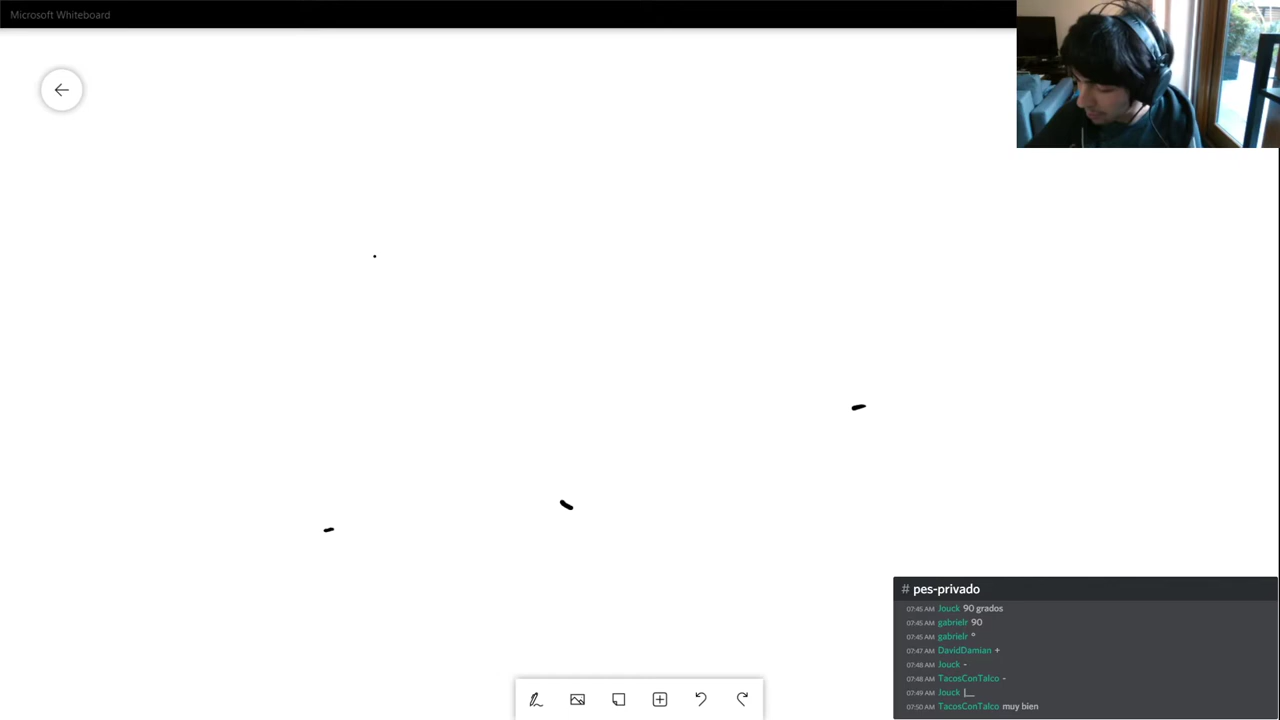 Microsoft Whiteboard
# pes-privado
07:45 AM Jouck 90 grados
07:45 AM gabrielr 90
07:45 AM gabrielr °
07:47 AM DavidDamian +
07:48 AM Jouck -
07:48 AM TacosConTalco -
07:49 AM Jouck |__
07:50 AM TacosConTalco muy bien